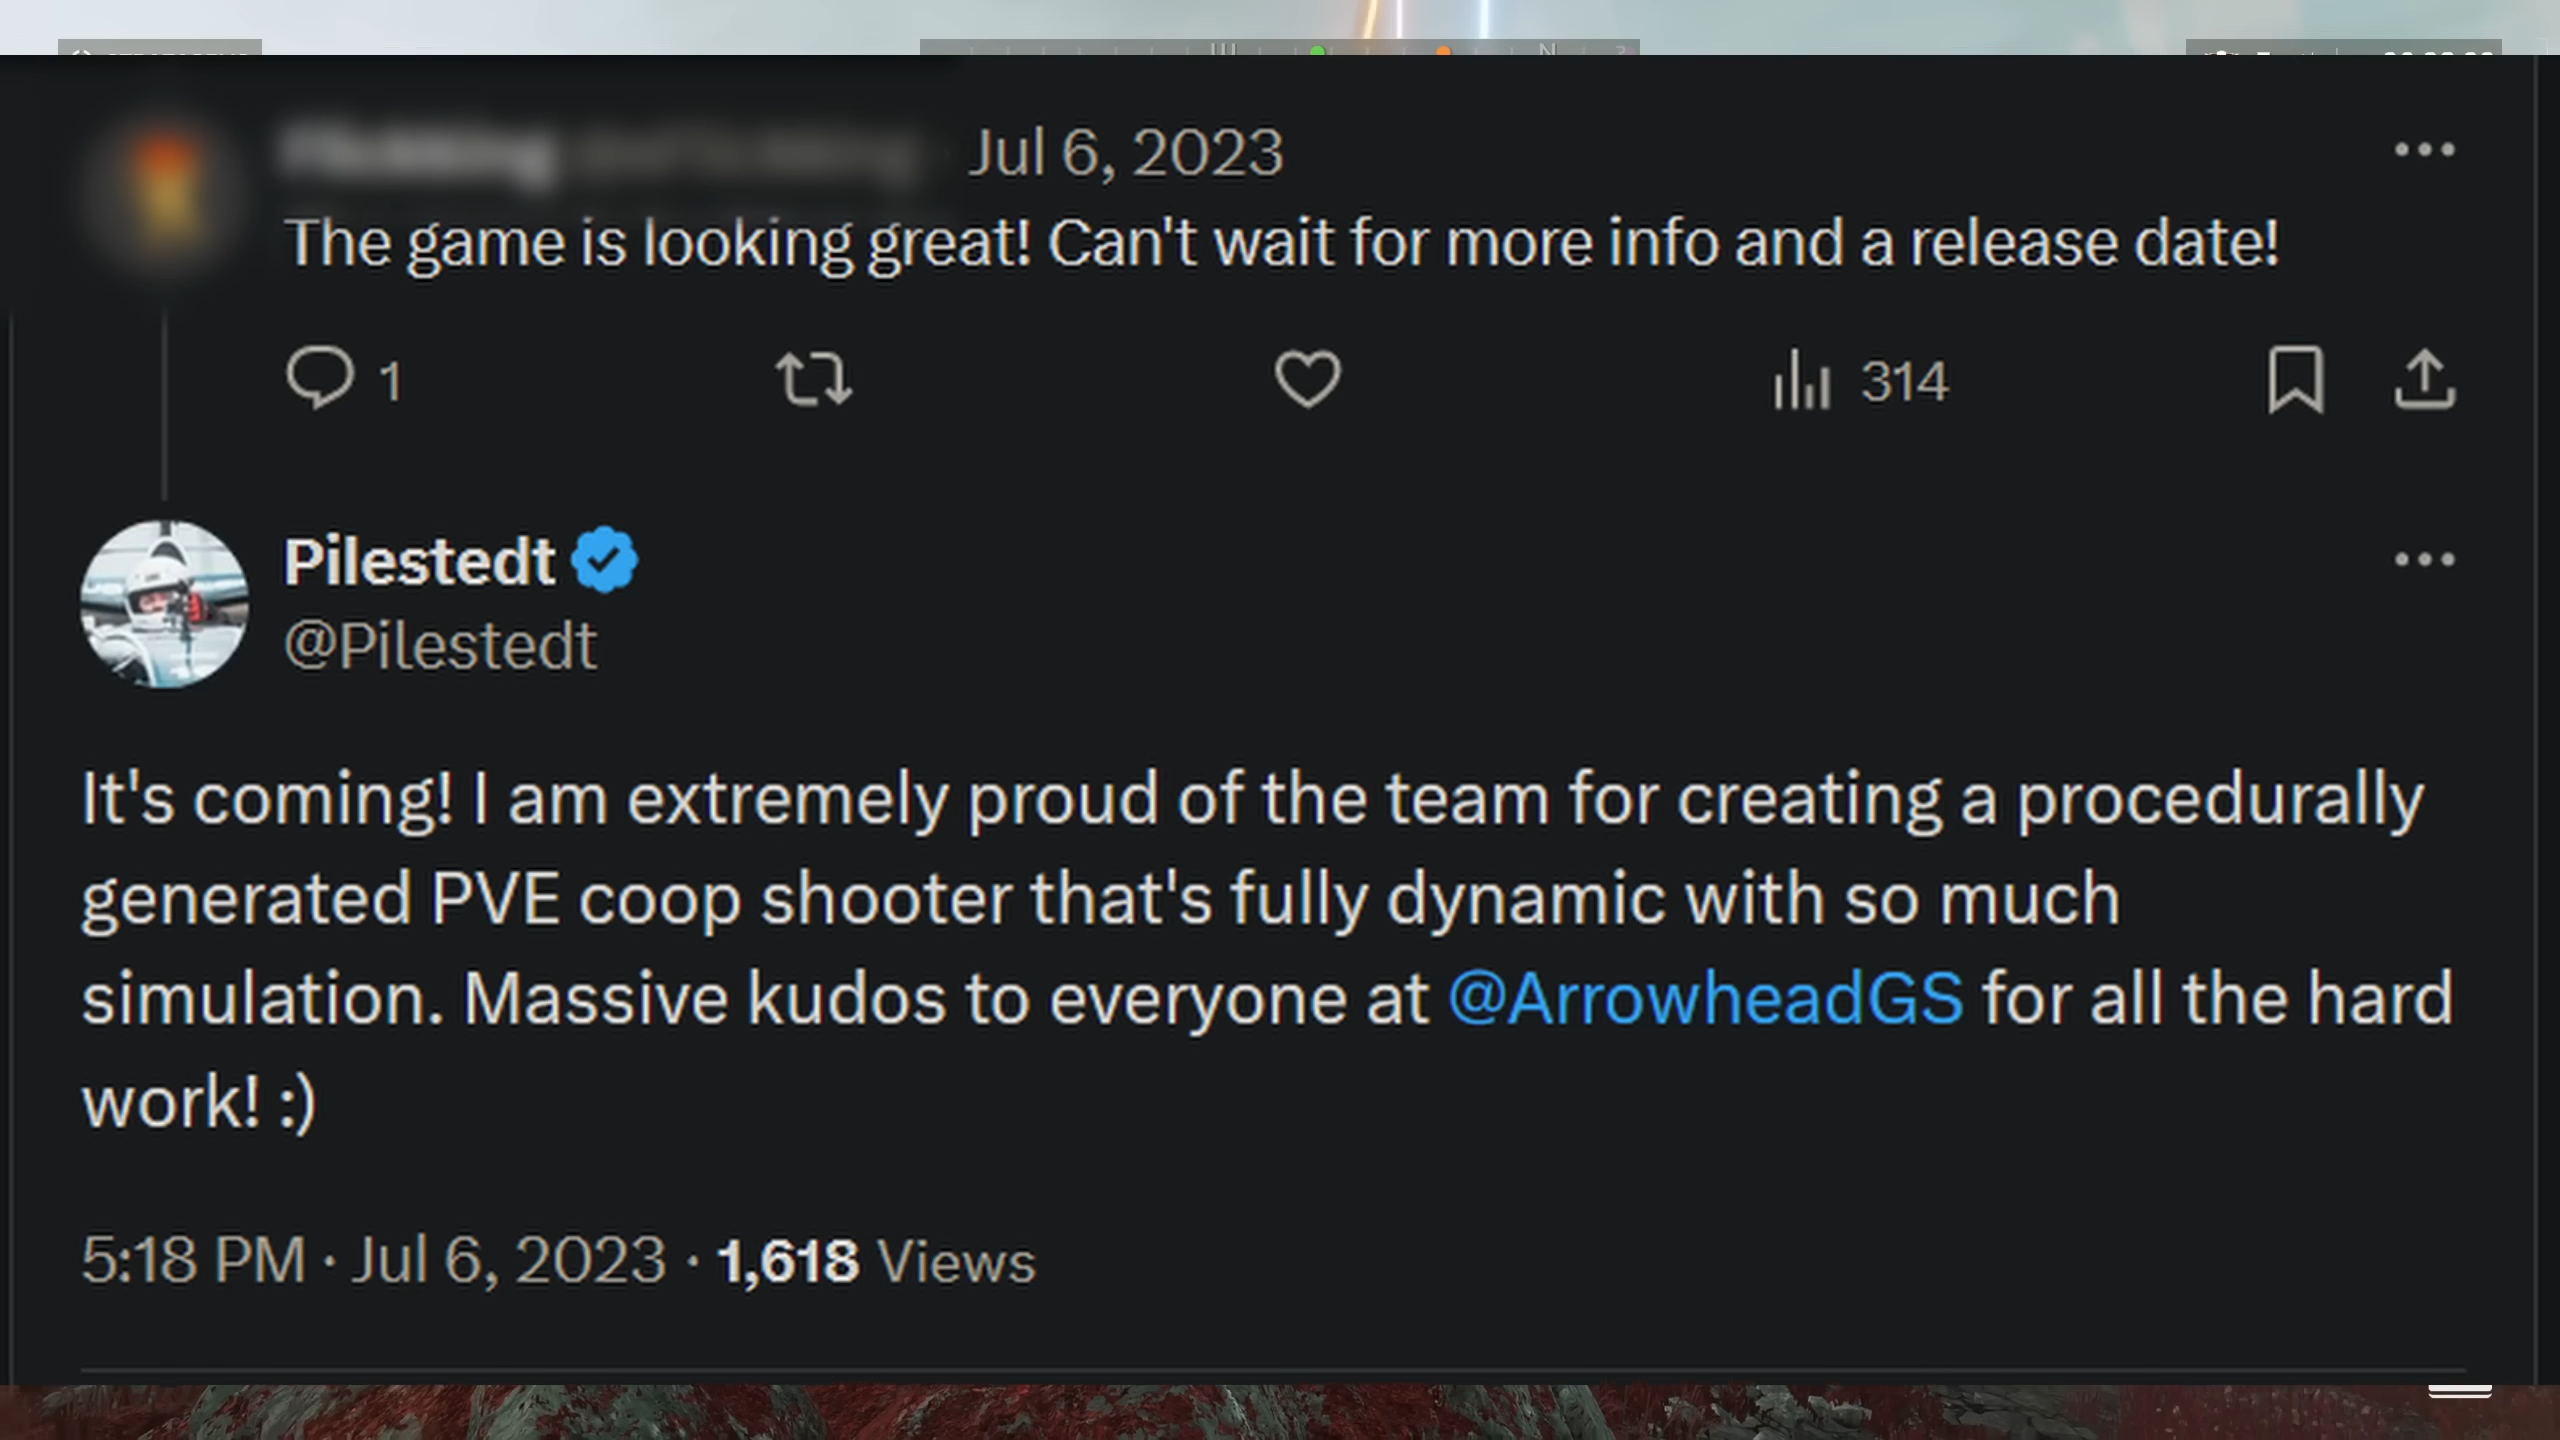 W N
Jul 6, 2023
The game is looking great! Can't wait for more info and a release date!
1 314
Pilestedt
@Pilestedt
It's coming! I am extremely proud of the team for creating a procedurally
generated PVE coop shooter that's fully dynamic with so much
simulation. Massive kudos to everyone at @ArrowheadGS for all the hard
work! :)
5:18 PM · Jul 6, 2023 · 1,618 Views